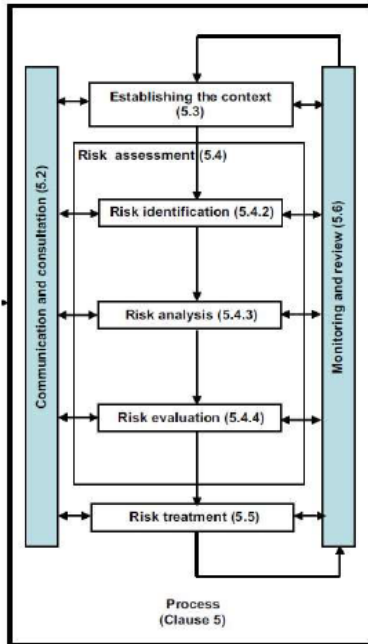 Establishing the context
(5.3)
Risk assessment (5.4)
Communication and consultation (5.2)
Risk identification (5.4.2)
Monitoring and review (5.6)
Risk analysis (5.4.3)
Risk evaluation (5.4.4)
Risk treatment (5.5)
Process
(Clause 5)